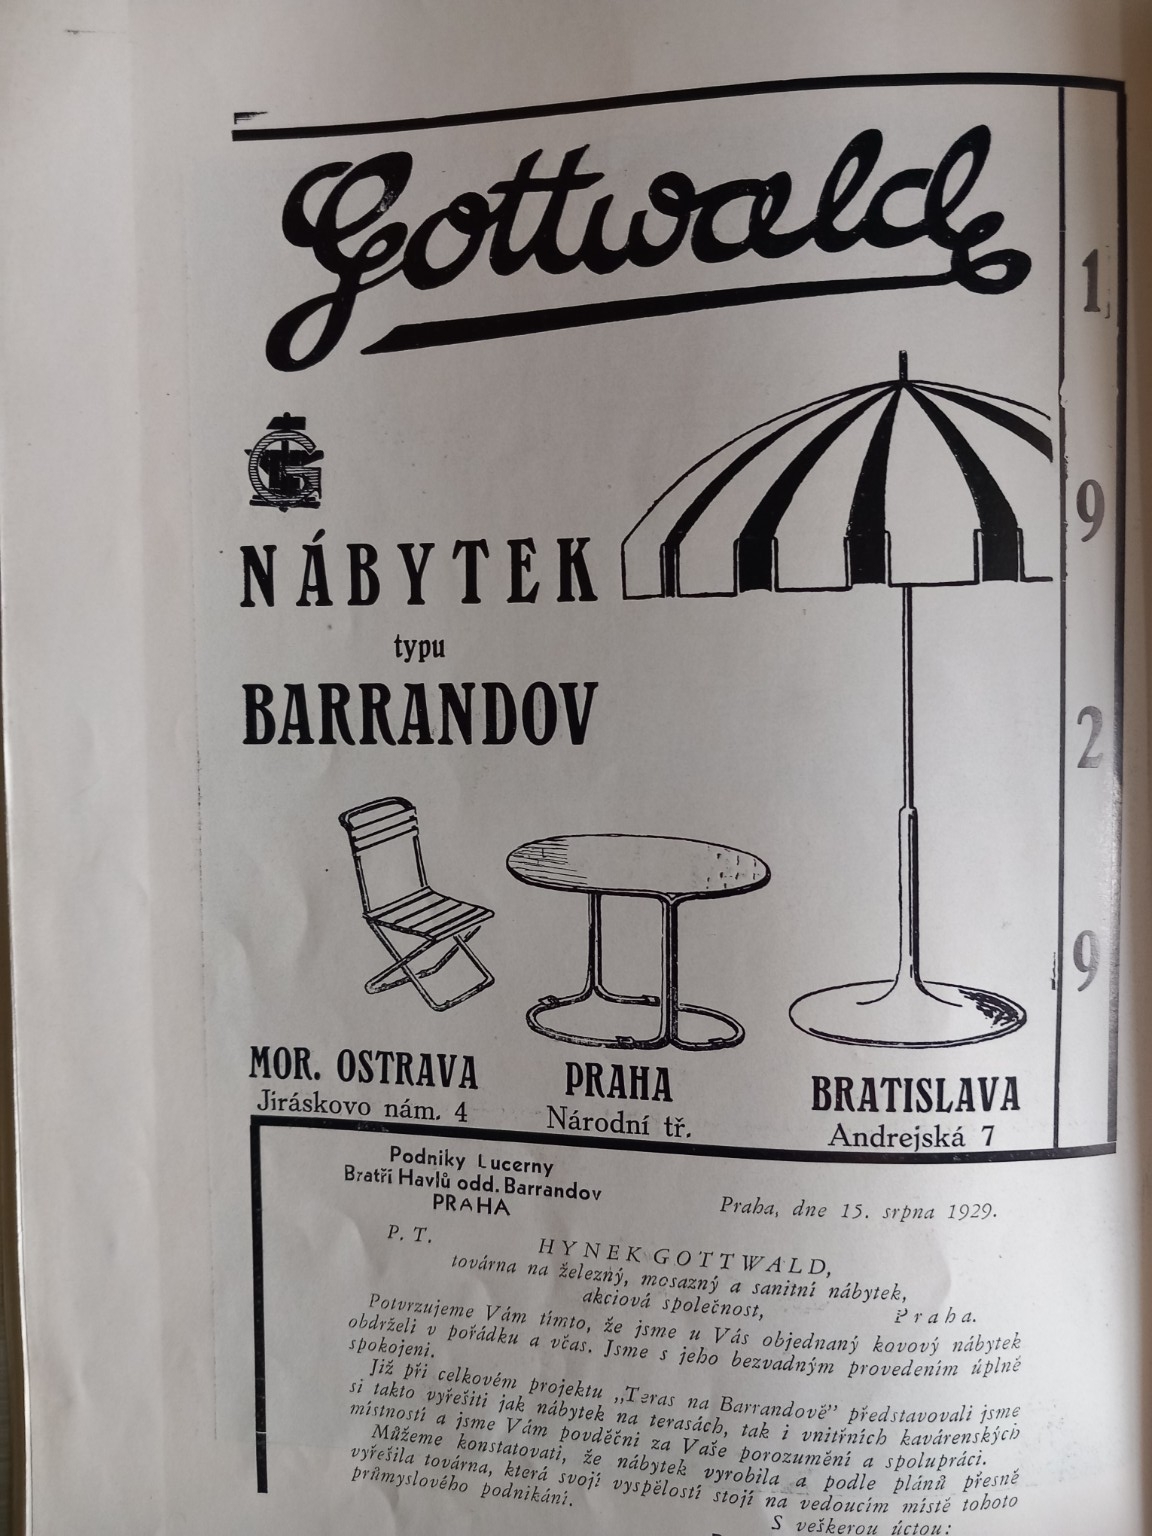 Gottwald
NÁBYTEK
typu
BARRANDOV
1
9
2
9
MOR. OSTRAVA
Jiráskovo nám. 4
PRAHA
Národní tř.
BRATISLAVA
Andrejská 7
Podniky Lucerny
Bratří Havlů odd. Barrandov
PRAHA
Praha, dne 15. srpna 1929.
P. T.
HYNEK GOTTWALD,
továrna na železný, mosazný a sanitní nábytek,
akciová společnost,
Praha.
Potvrzujeme Vám tímto, že jsme u Vás objednaný kovový nábytek
obdrželi v pořádku a včas. Jsme s jeho bezvadným provedením úplně
spokojeni.
Již při celkovém projektu „Teras na Barrandově" představovali jsme
si takto vyřešiti jak nábytek na terasách, tak i vnitřních kavárenských
místností a jsme Vám povděčni za Vaše porozumění a spolupráci.
Můžeme konstatovati, že nábytek vyrobila a podle plánů přesně
vyřešila továrna, která svojí vyspělostí stojí na vedoucím místě tohoto
průmyslového podnikání.
S veškerou úctou: